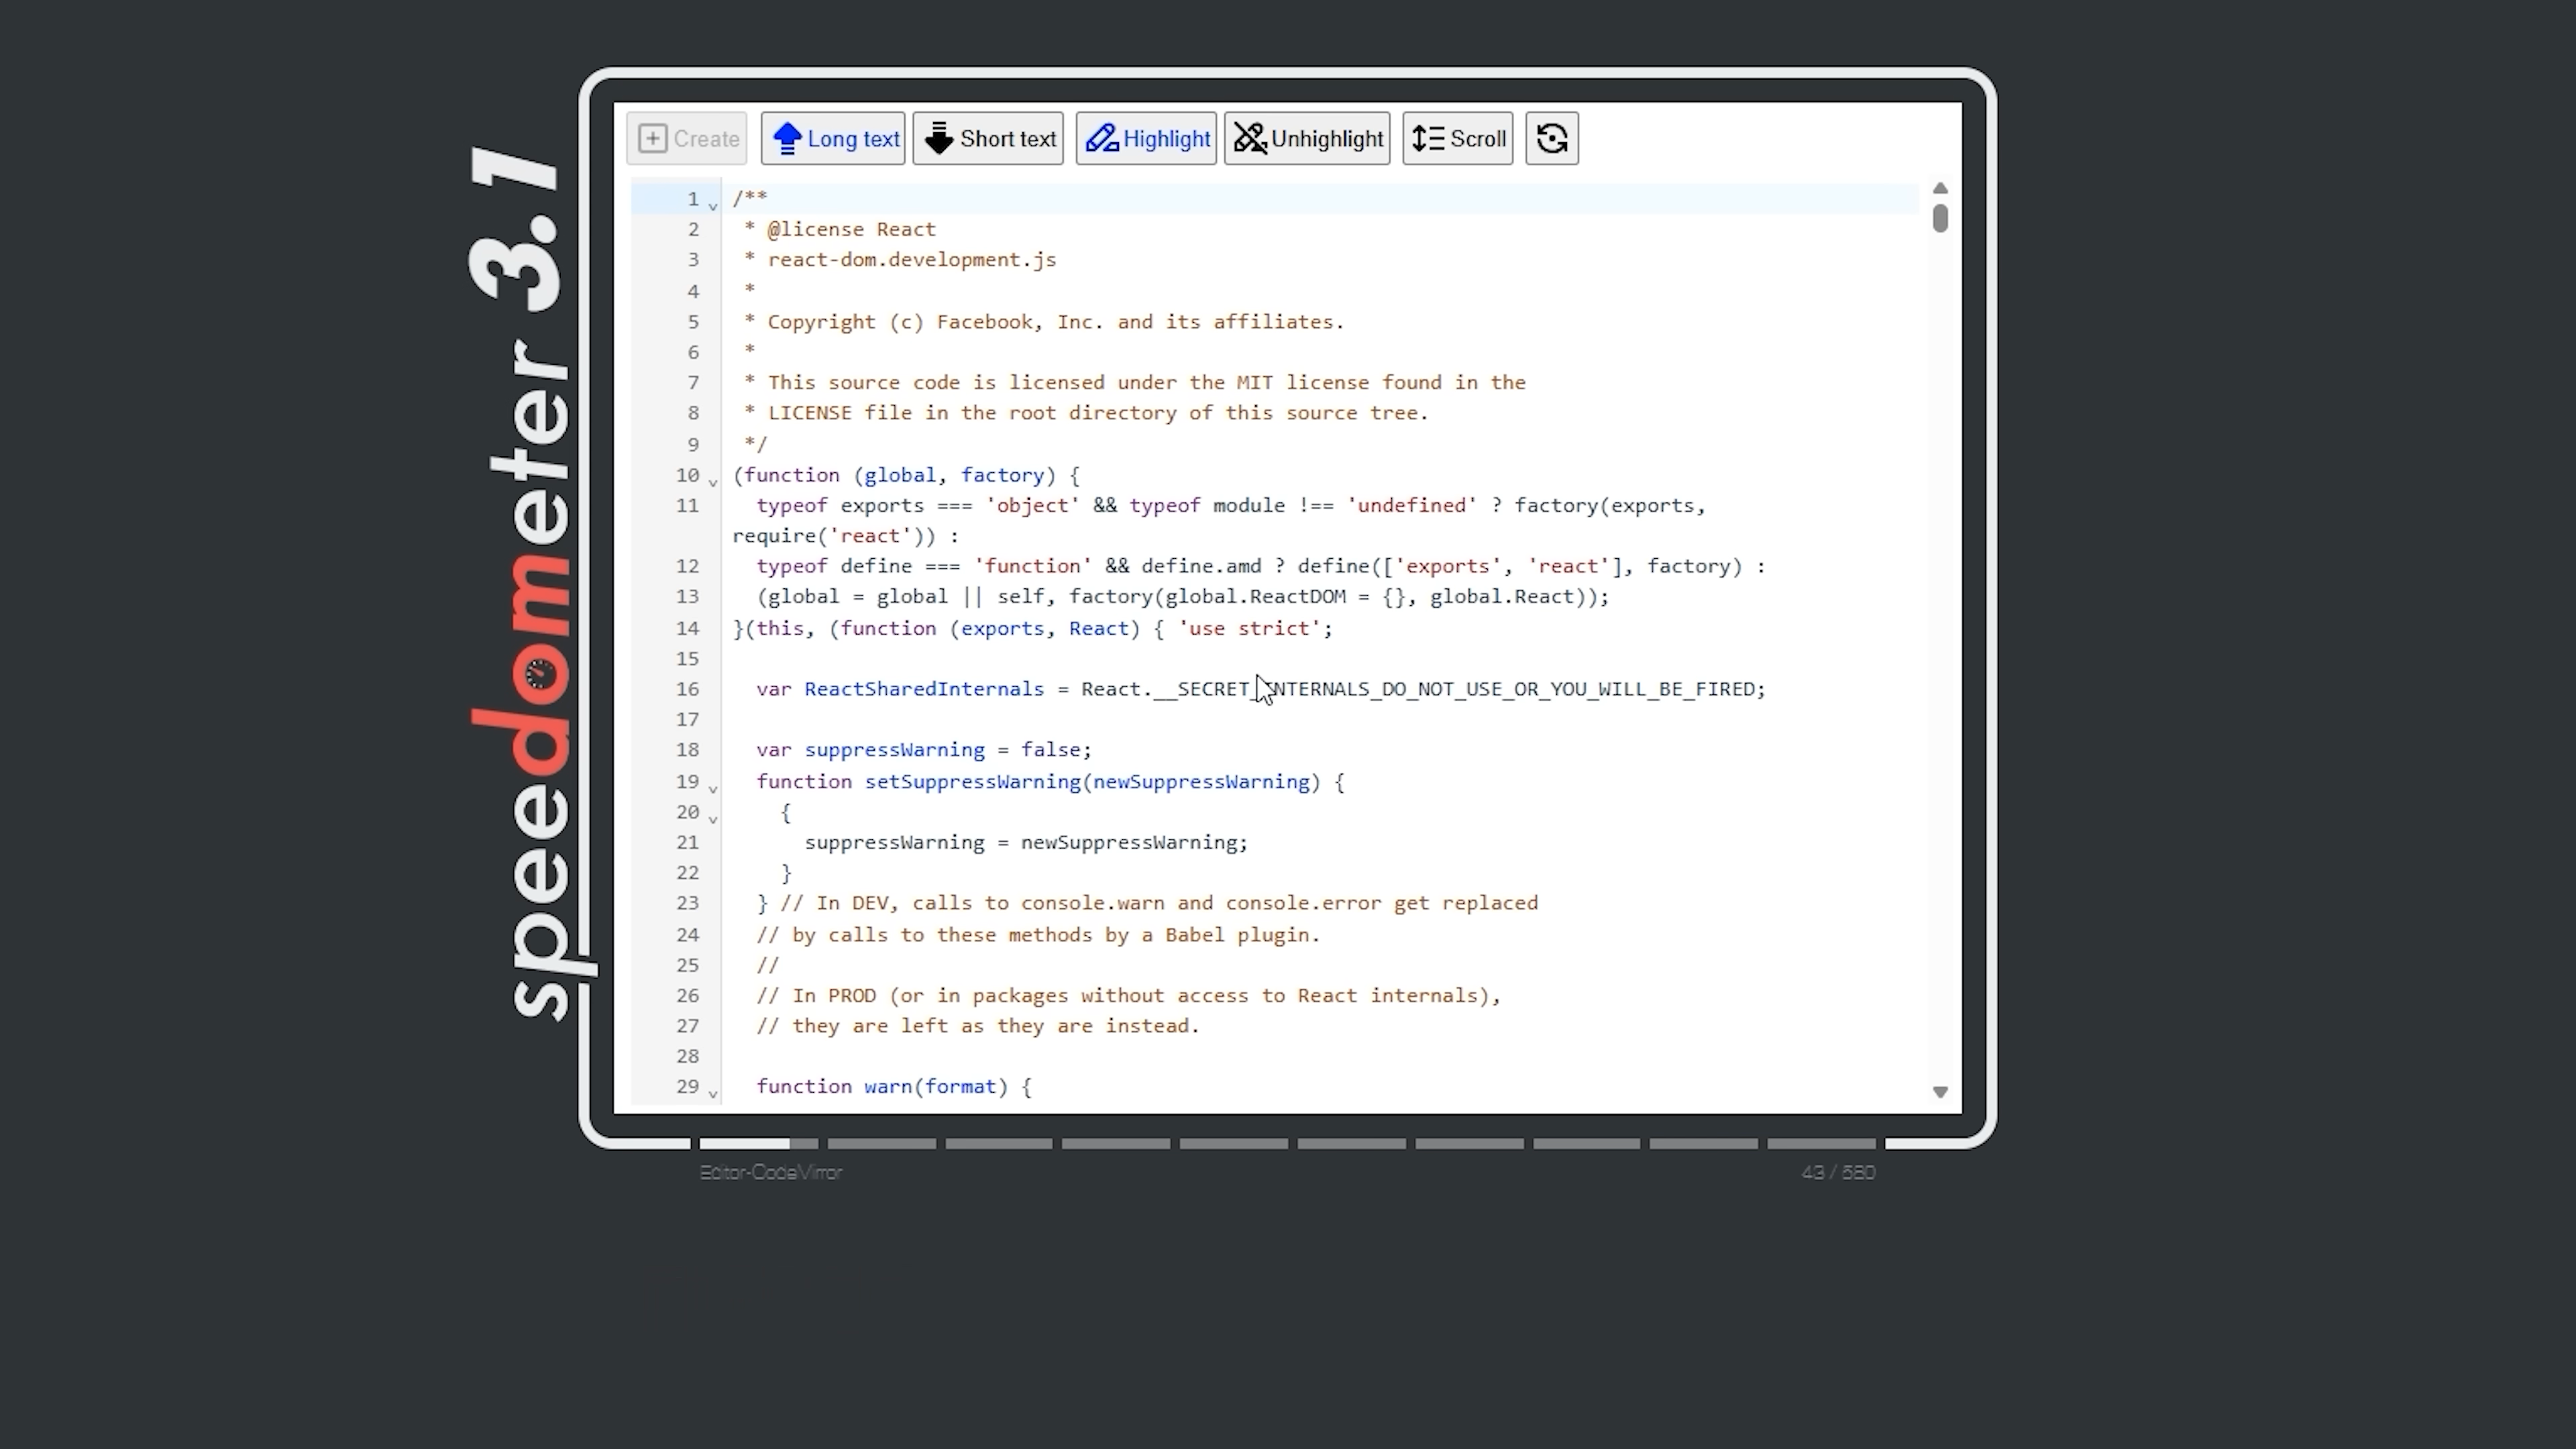 speedometer 3.1
Create Long text Short text Highlight Unhighlight Scroll
1 /**
2  * @license React
3  * react-dom.development.js
4  *
5  * Copyright (c) Facebook, Inc. and its affiliates.
6  *
7  * This source code is licensed under the MIT license found in the
8  * LICENSE file in the root directory of this source tree.
9  */
10 (function (global, factory) {
11   typeof exports === 'object' && typeof module !== 'undefined' ? factory(exports,
require('react')) :
12   typeof define === 'function' && define.amd ? define(['exports', 'react'], factory) :
13   (global = global || self, factory(global.ReactDOM = {}, global.React));
14 }(this, (function (exports, React) { 'use strict';
15
16   var ReactSharedInternals = React.__SECRET_INTERNALS_DO_NOT_USE_OR_YOU_WILL_BE_FIRED;
17
18   var suppressWarning = false;
19   function setSuppressWarning(newSuppressWarning) {
20     {
21       suppressWarning = newSuppressWarning;
22     }
23   } // In DEV, calls to console.warn and console.error get replaced
24   // by calls to these methods by a Babel plugin.
25   //
26   // In PROD (or in packages without access to React internals),
27   // they are left as they are instead.
28
29   function warn(format) {
Editor-CodeMirror 43 / 580